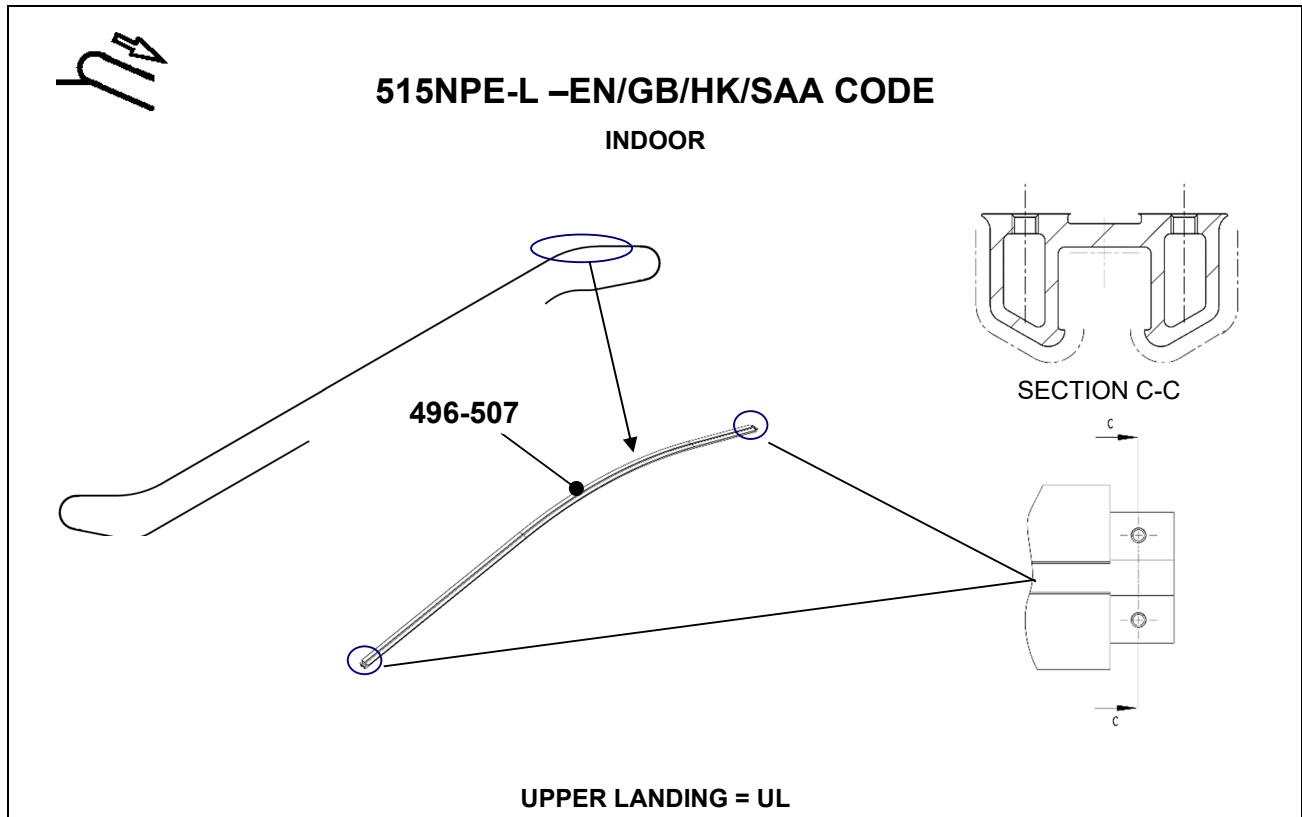 515NPE-L –EN/GB/HK/SAA CODE
INDOOR
SECTION C-C
496-507
C
C
UPPER LANDING = UL